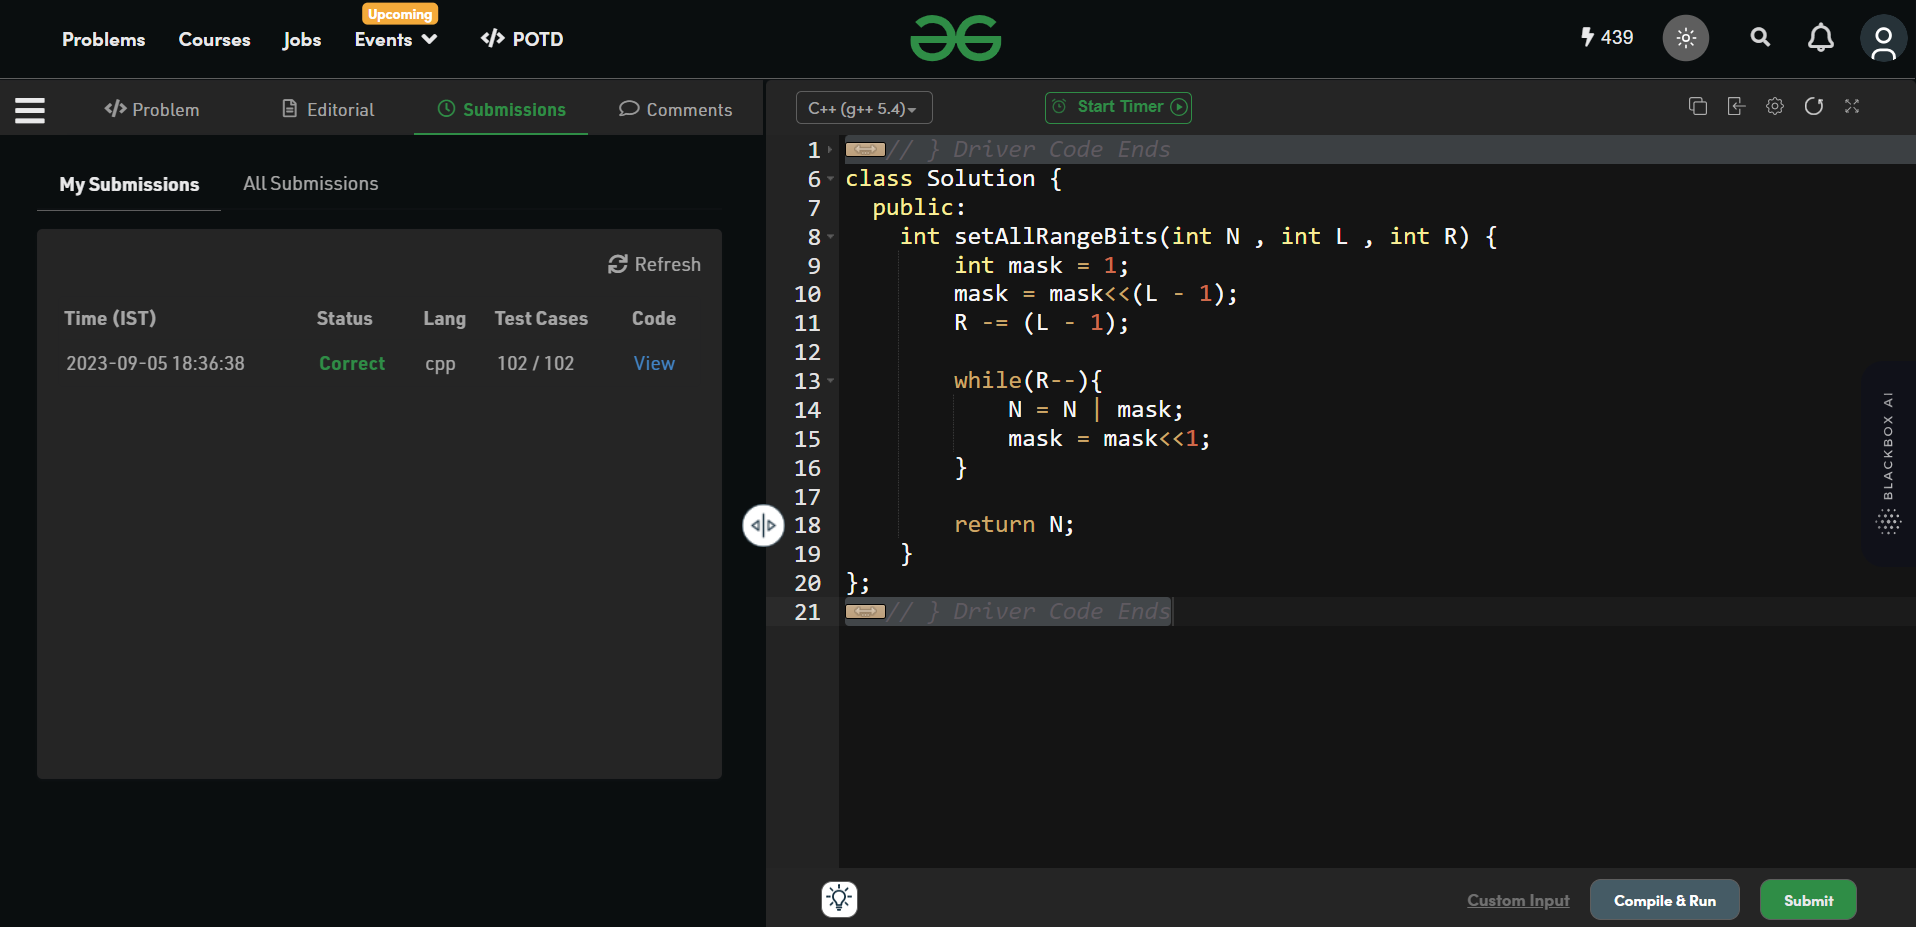 Upcoming
Problems Courses Jobs Events </> POTD
439
</> Problem Editorial Submissions Comments
C++ (g++ 5.4) Start Timer
My Submissions All Submissions
Refresh
Time (IST) Status Lang Test Cases Code
2023-09-05 18:36:38 Correct cpp 102 / 102 View
1 // } Driver Code Ends
6 class Solution {
7 public:
8 int setAllRangeBits(int N , int L , int R) {
9 int mask = 1;
10 mask = mask<<(L - 1);
11 R -= (L - 1);
12
13 while(R--){
14 N = N | mask;
15 mask = mask<<1;
16 }
17
18 return N;
19 }
20 };
21 // } Driver Code Ends
BLACKBOX AI
Custom Input Compile & Run Submit